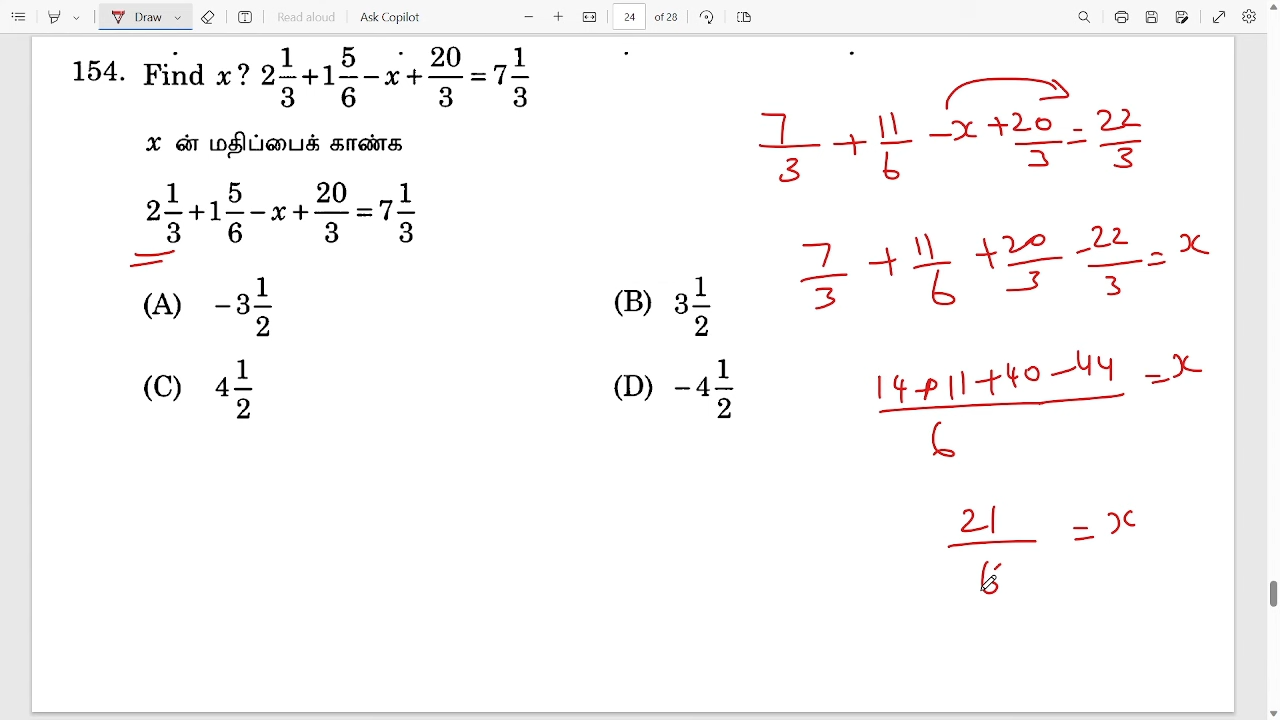 Draw Read aloud Ask Copilot 24 of 28
154. Find x? 2 1/3 + 1 5/6 − x + 20/3 = 7 1/3
x ன் மதிப்பைக் காண்க
2 1/3 + 1 5/6 − x + 20/3 = 7 1/3
(A) −3 1/2 (B) 3 1/2
(C) 4 1/2 (D) −4 1/2
7/3 + 11/6 − x + 20/3 = 22/3
7/3 + 11/6 + 20/3 − 22/3 = x
14 + 11 + 40 − 44 / 6 = x
21/6 = x